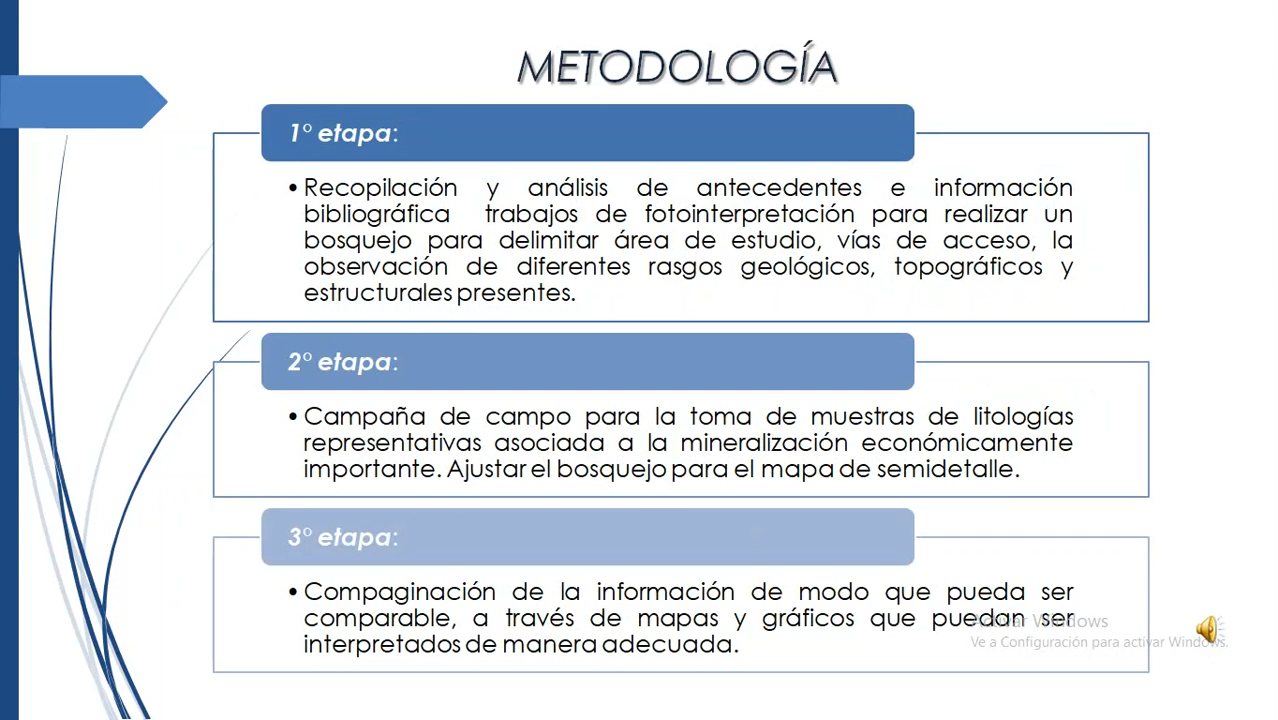 METODOLOGÍA
1° etapa:
• Recopilación y análisis de antecedentes e información
bibliográfica trabajos de fotointerpretación para realizar un
bosquejo para delimitar área de estudio, vías de acceso, la
observación de diferentes rasgos geológicos, topográficos y
estructurales presentes.
2° etapa:
• Campaña de campo para la toma de muestras de litologías
representativas asociada a la mineralización económicamente
importante. Ajustar el bosquejo para el mapa de semidetalle.
3° etapa:
• Compaginación de la información de modo que pueda ser
comparable, a través de mapas y gráficos que puedan ser
interpretados de manera adecuada.
Activar Windows
Ve a Configuración para activar Windows.